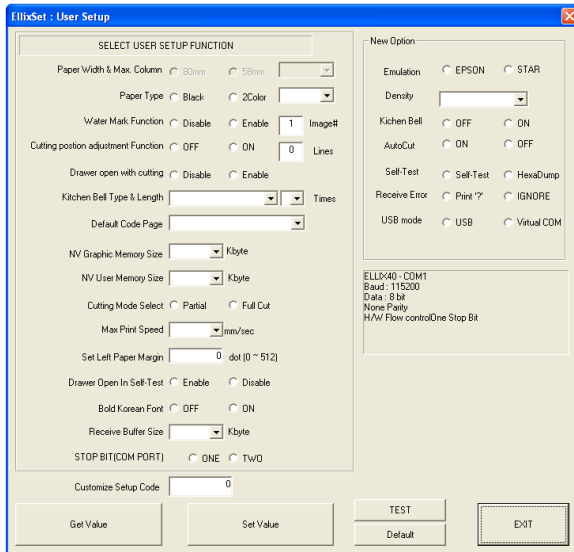 EllixSet : User Setup
SELECT USER SETUP FUNCTION
Paper Width & Max. Column 80mm 58mm
Paper Type Black 2Color
Water Mark Function Disable Enable 1 Image#
Cutting postion adjustment Function OFF ON 0 Lines
Drawer open with cutting Disable Enable
Kitchen Bell Type & Length Times
Default Code Page
NV Graphic Memory Size Kbyte
NV User Memory Size Kbyte
Cutting Mode Select Partial Full Cut
Max Print Speed mm/sec
Set Left Paper Margin 0 dot (0 ~ 512)
Drawer Open In Self-Test Enable Disable
Bold Korean Font OFF ON
Receive Buffer Size Kbyte
STOP BIT(COM PORT) ONE TWO
Customize Setup Code 0
Get Value Set Value
New Option
Emulation EPSON STAR
Density
Kichen Bell OFF ON
AutoCut ON OFF
Self-Test Self-Test HexaDump
Receive Error Print '?' IGNORE
USB mode USB Virtual COM
ELLIX40 - COM1
Baud : 115200
Data : 8 bit
None Parity
H/W Flow controlOne Stop Bit
TEST
Default
EXIT